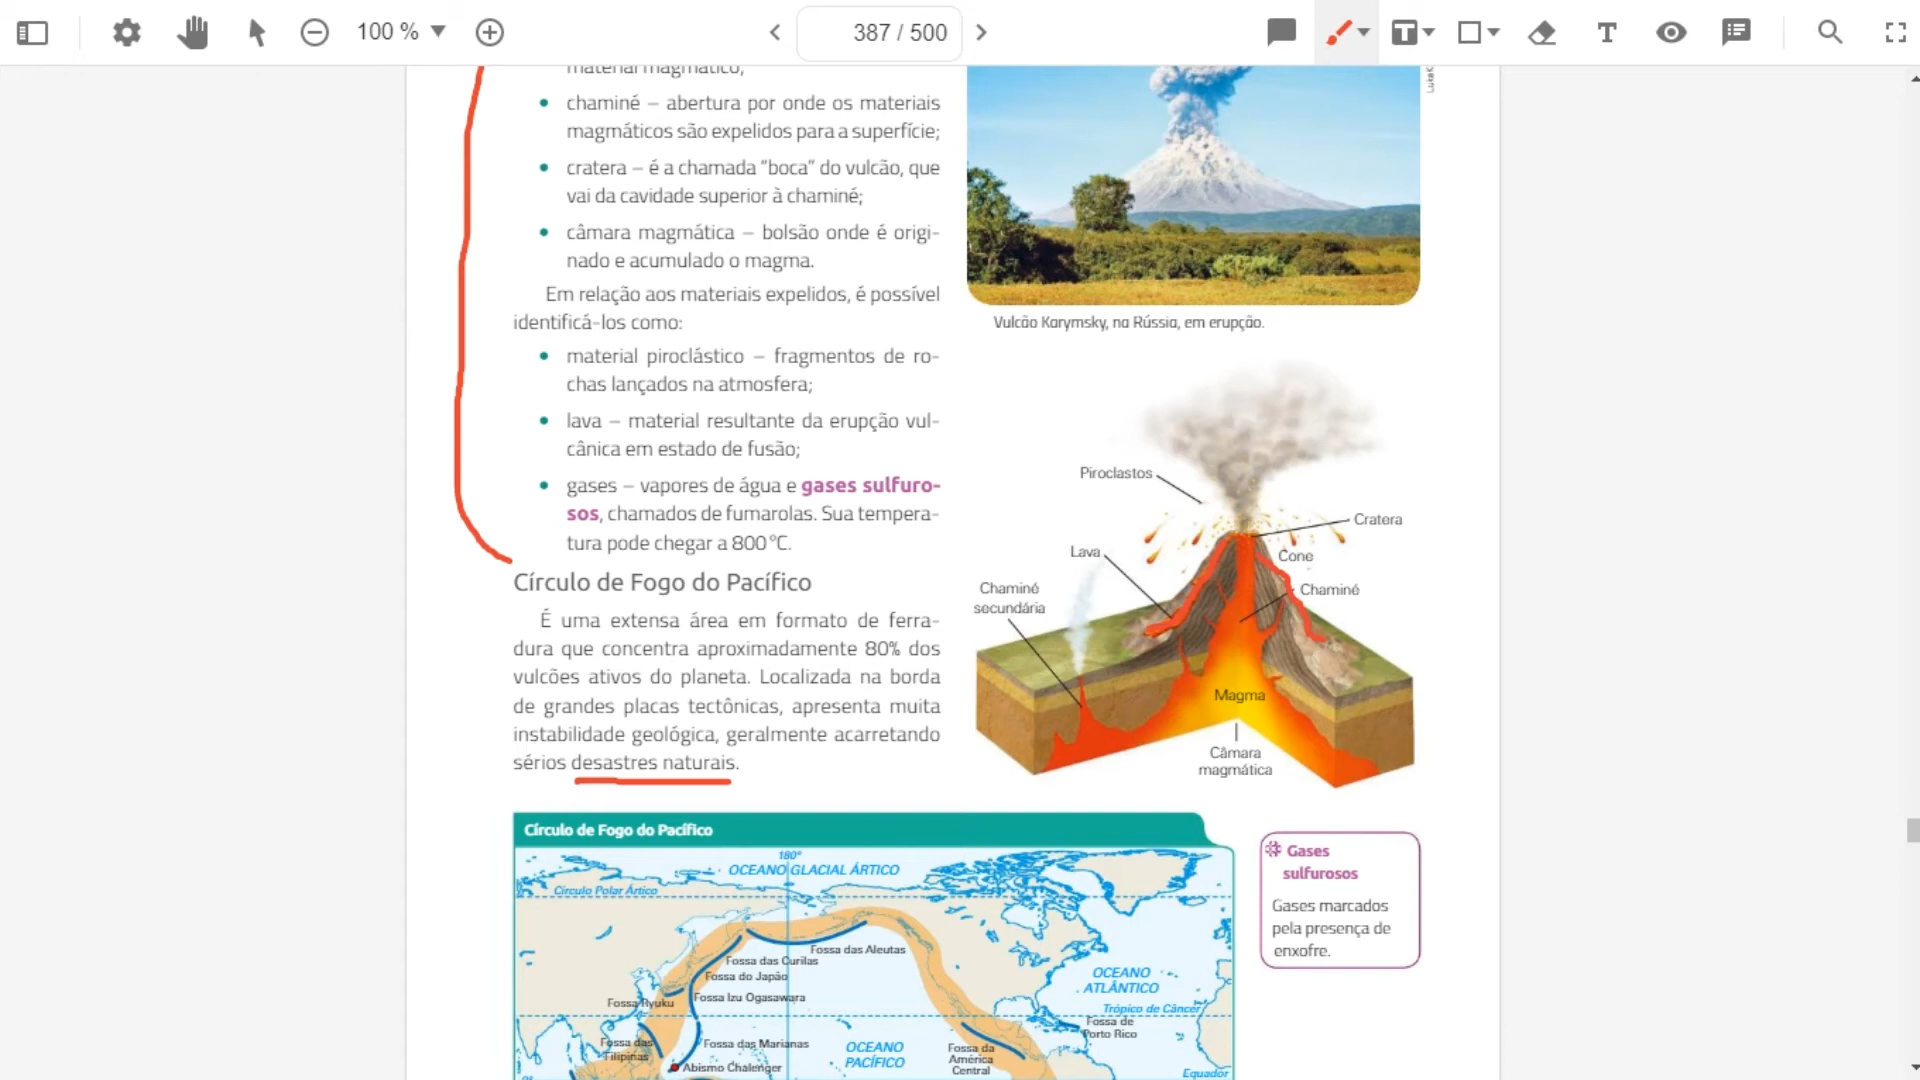 100 %
387 / 500
material magmático;
chaminé – abertura por onde os materiais
magmáticos são expelidos para a superfície;
cratera – é a chamada “boca” do vulcão, que
vai da cavidade superior à chaminé;
câmara magmática – bolsão onde é origi-
nado e acumulado o magma.
Em relação aos materiais expelidos, é possível
identificá-los como:
material piroclástico – fragmentos de ro-
chas lançados na atmosfera;
lava – material resultante da erupção vul-
cânica em estado de fusão;
gases – vapores de água e gases sulfuro-
sos, chamados de fumarolas. Sua tempera-
tura pode chegar a 800 °C.
Círculo de Fogo do Pacífico
É uma extensa área em formato de ferra-
dura que concentra aproximadamente 80% dos
vulcões ativos do planeta. Localizada na borda
de grandes placas tectônicas, apresenta muita
instabilidade geológica, geralmente acarretando
sérios desastres naturais.
Vulcão Karymsky, na Rússia, em erupção.
Piroclastos
Cratera
Lava
Cone
Chaminé
secundária
Chaminé
Magma
Câmara
magmática
Círculo de Fogo do Pacífico
180°
OCEANO GLACIAL ÁRTICO
Círculo Polar Ártico
Fossa das Aleutas
Fossa das Curilas
Fossa do Japão
Fossa Izu Ogasawara
Fossa Ryuku
OCEANO
ATLÂNTICO
Trópico de Câncer
Fossa de
Porto Rico
Fossa das
Filipinas
Fossa das Marianas
Abismo Chalenger
OCEANO
PACÍFICO
Fossa da
América
Central
Equador
0°
Gases
sulfurosos
Gases marcados
pela presença de
enxofre.